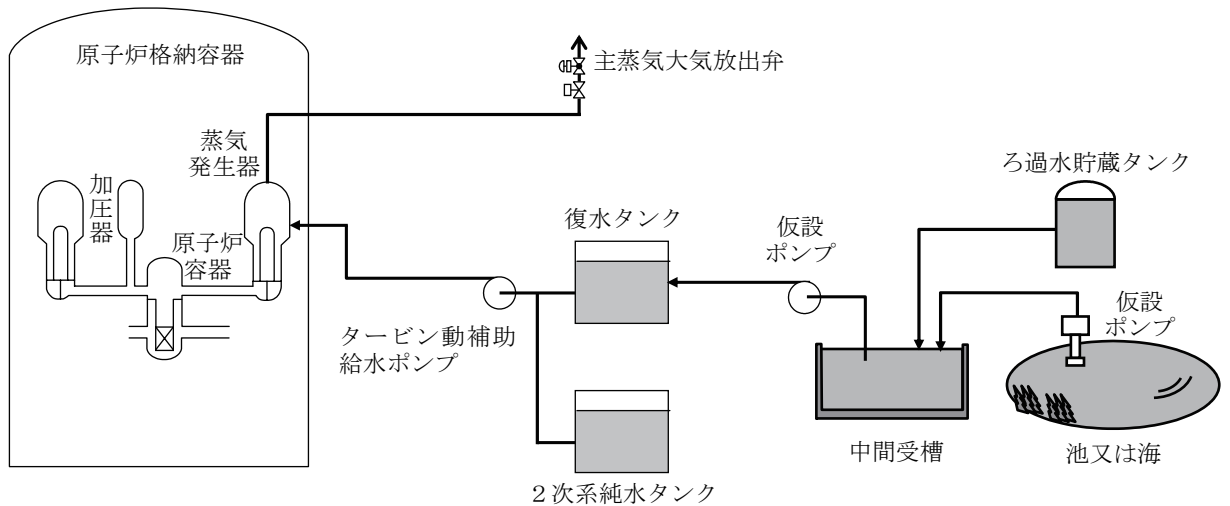 原子炉格納容器
主蒸気大気放出弁
蒸気
発生器
加圧器
原子炉
容器
復水タンク
仮設
ポンプ
ろ過水貯蔵タンク
仮設
ポンプ
タービン動補助
給水ポンプ
中間受槽
池又は海
２次系純水タンク